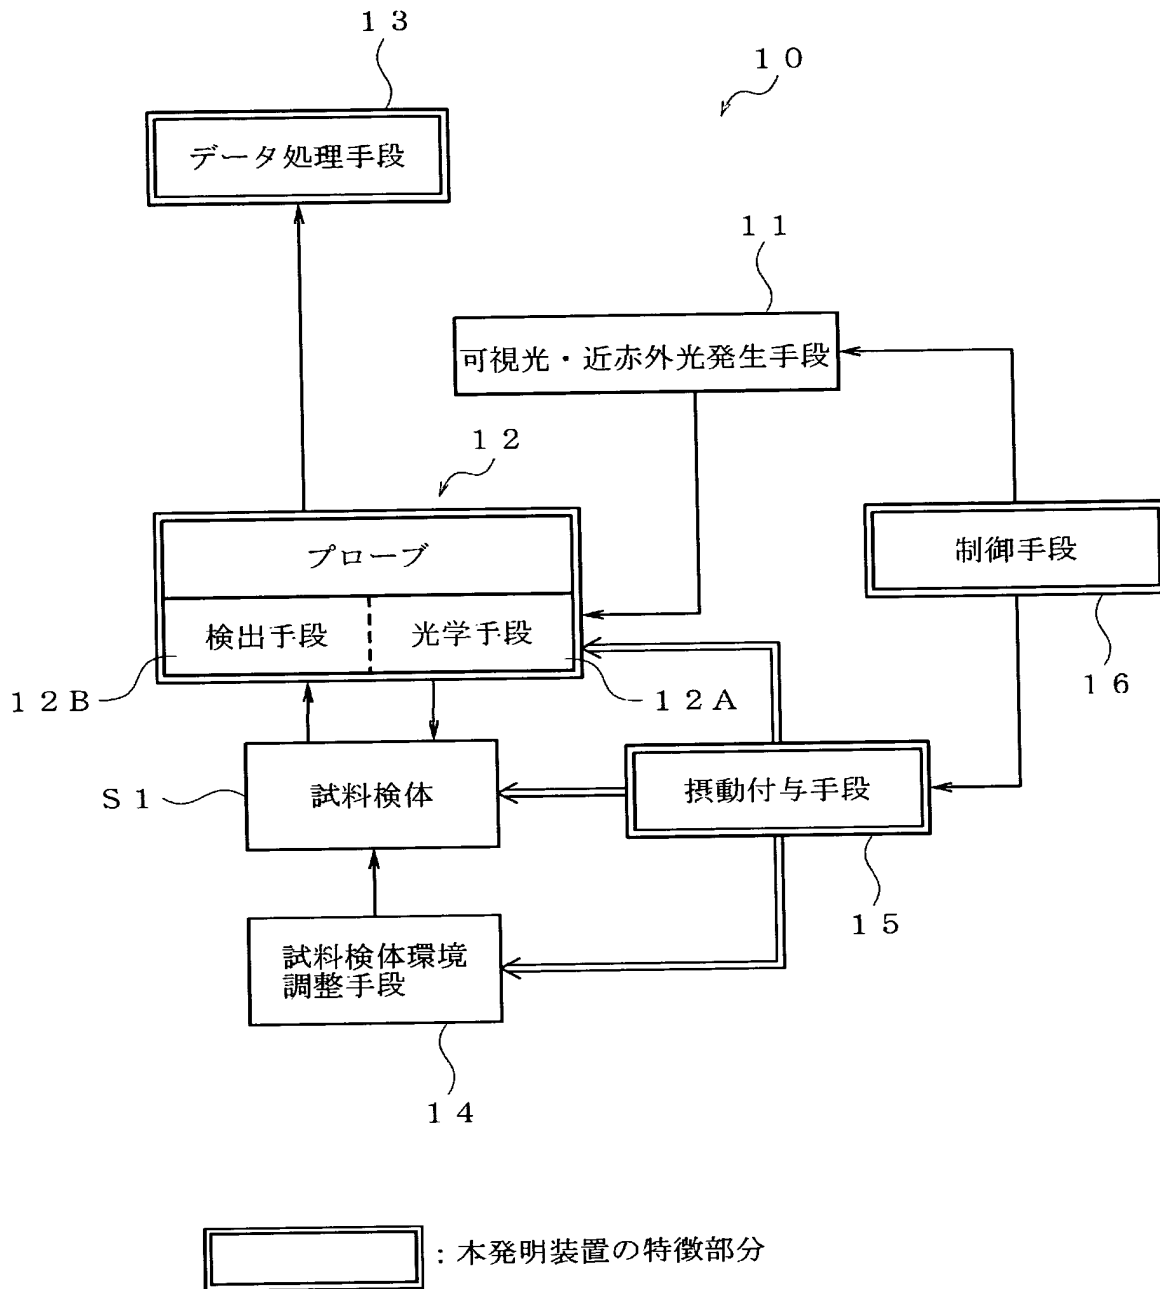 １３
１０
データ処理手段
１１
可視光・近赤外光発生手段
１２
プローブ
検出手段
光学手段
制御手段
１２Ｂ
１２Ａ
１６
Ｓ１
試料検体
摂動付与手段
１５
試料検体環境
調整手段
１４
：本発明装置の特徴部分